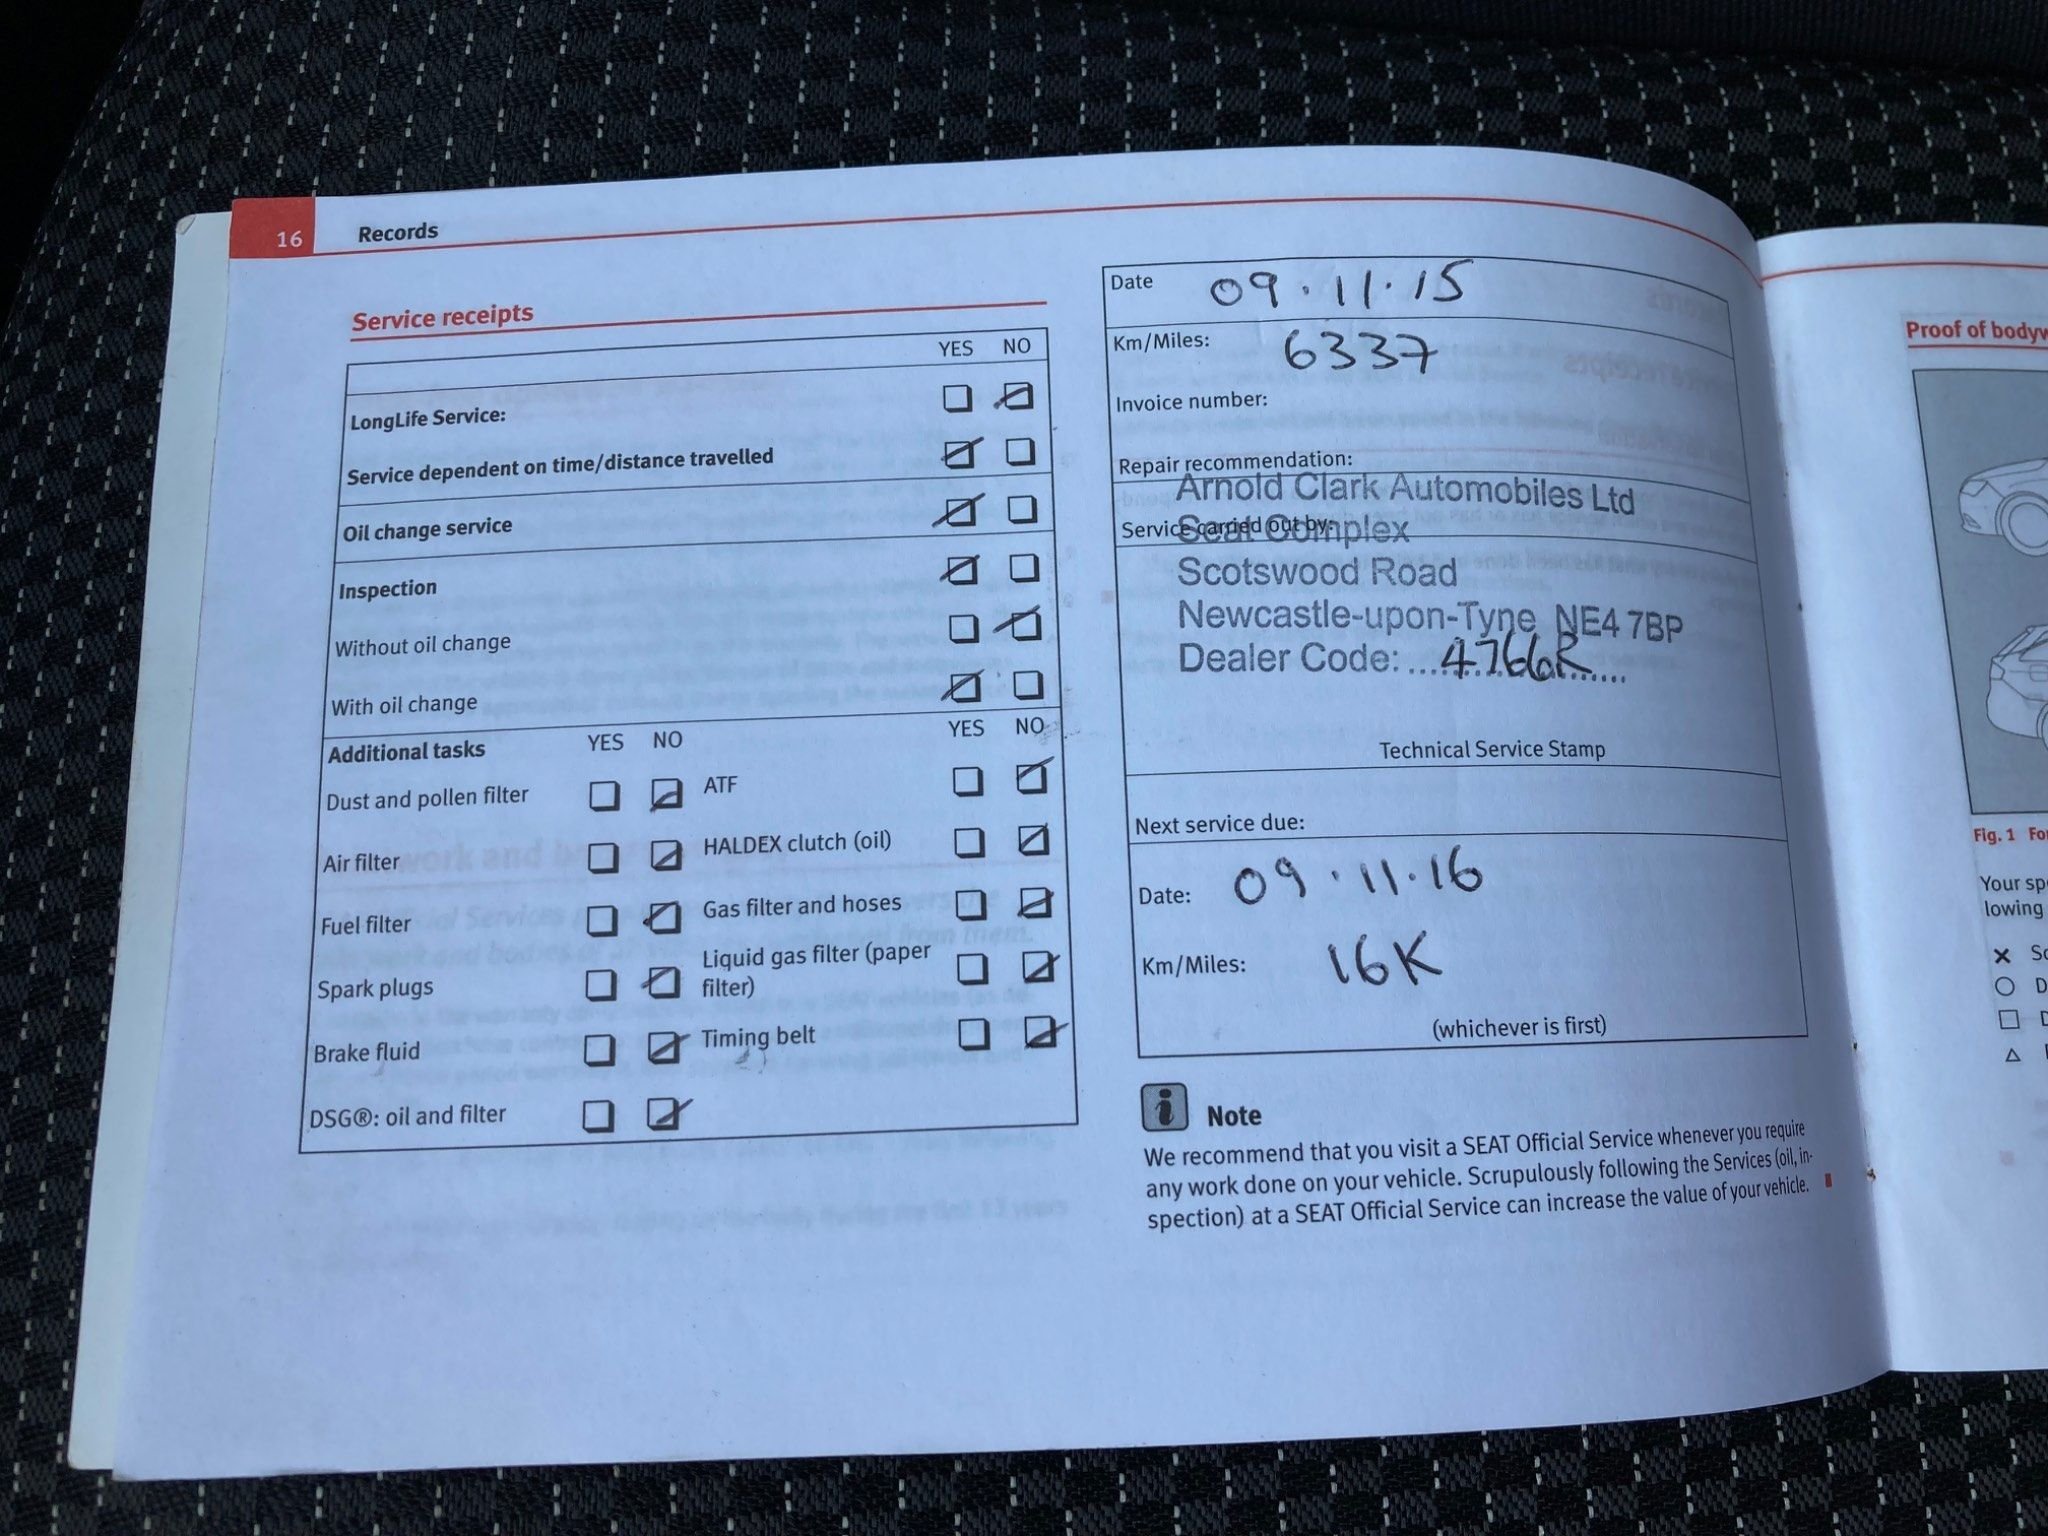 16 Records
Service receipts
YES NO
LongLife Service:
Service dependent on time/distance travelled
Oil change service
Inspection
Without oil change
With oil change
Additional tasks YES NO YES NO
Dust and pollen filter ATF
Air filter HALDEX clutch (oil)
Fuel filter Gas filter and hoses
Spark plugs Liquid gas filter (paper
filter)
Brake fluid Timing belt
DSG®: oil and filter
Date 09.11.15
Km/Miles: 6337
Invoice number:
Repair recommendation:
Arnold Clark Automobiles Ltd
Service carried out by:
Seat Complex
Scotswood Road
Newcastle-upon-Tyne NE4 7BP
Dealer Code: ...4766R......
Technical Service Stamp
Next service due:
Date: 09.11.16
Km/Miles: 16K
(whichever is first)
Note
We recommend that you visit a SEAT Official Service whenever you require
any work done on your vehicle. Scrupulously following the Services (oil, in-
spection) at a SEAT Official Service can increase the value of your vehicle.
Proof of
Fig. 1
Your
lowing